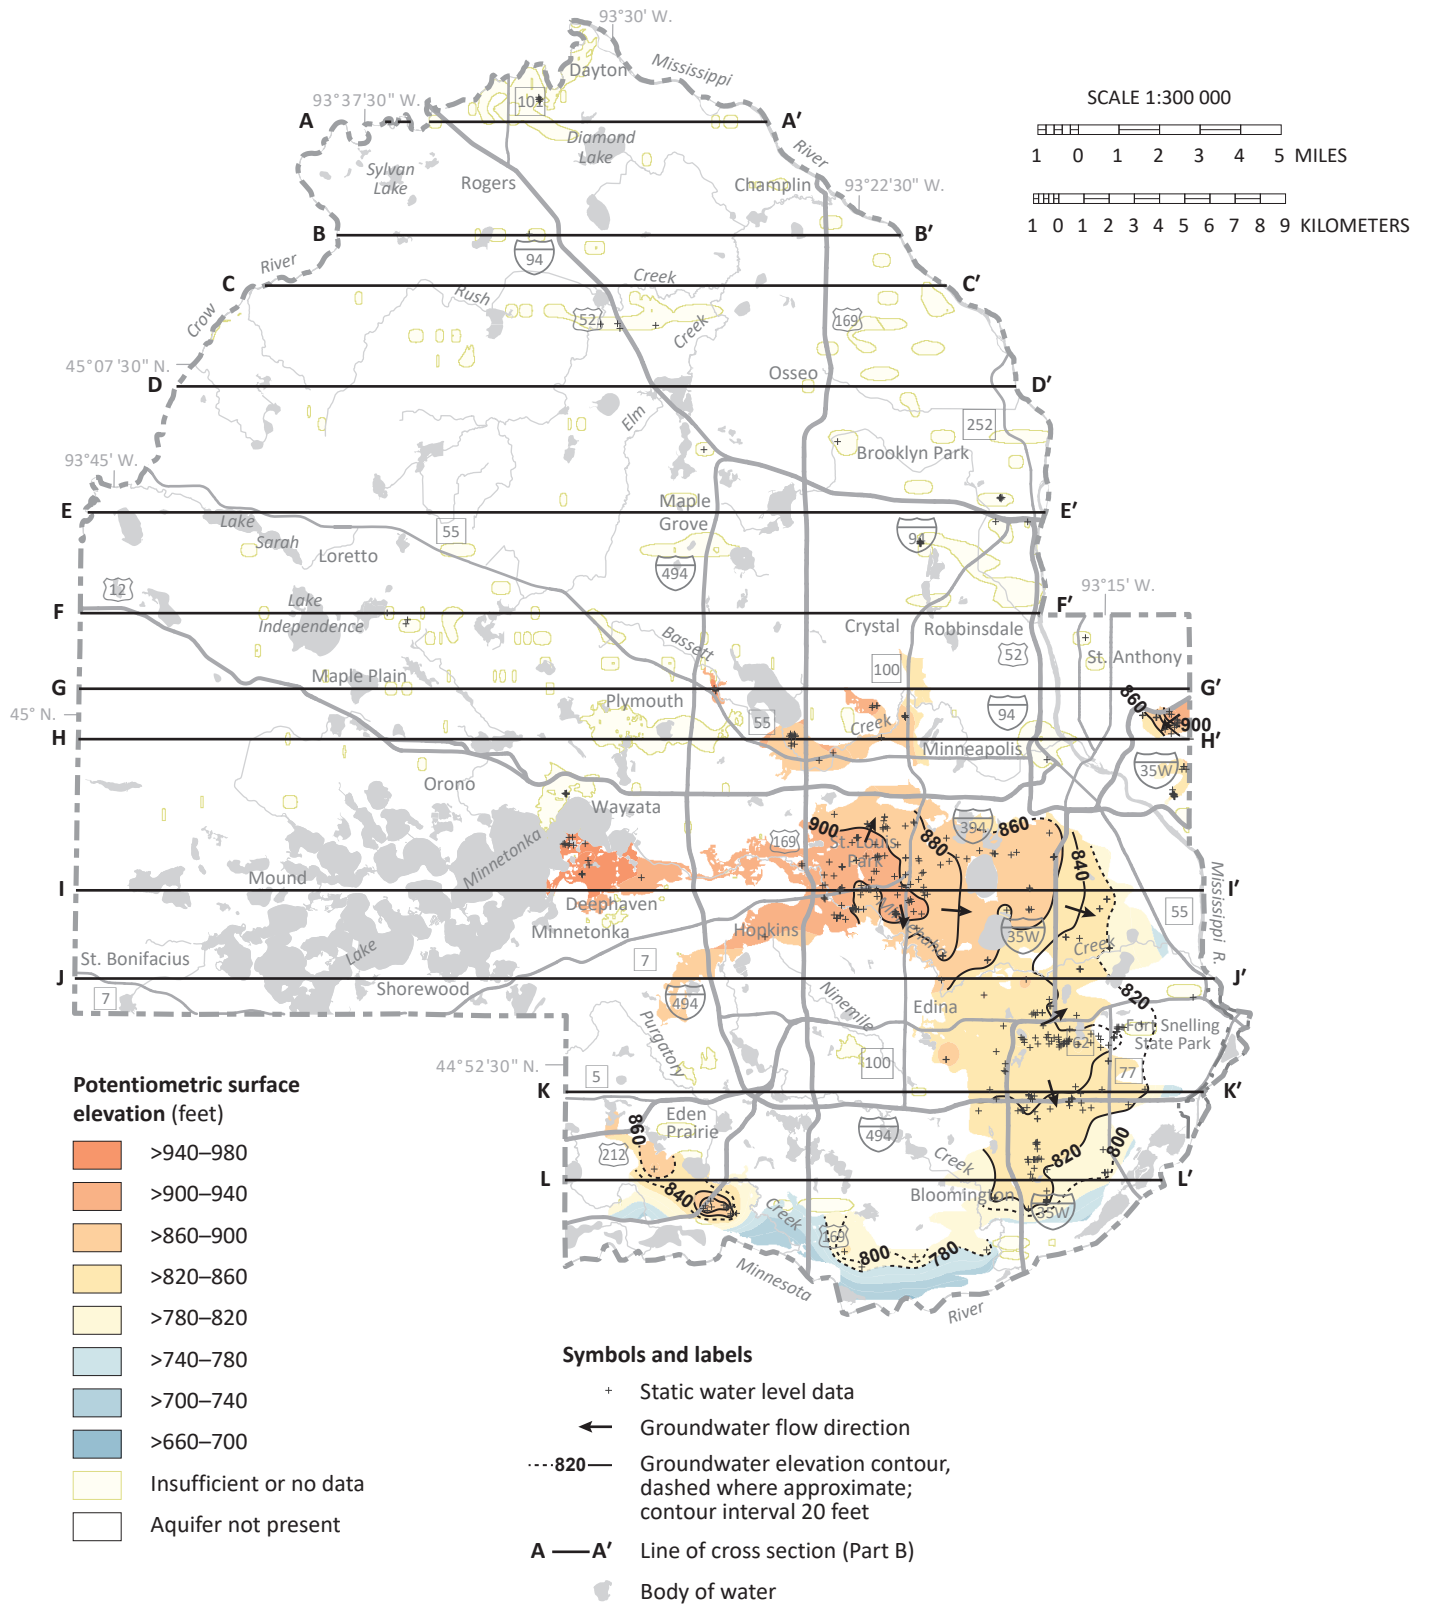 93°30' W.
Dayton
Mississippi
93°37'30" W.
101
A
A′
SCALE 1:300 000
1 0 1 2 3 4 5 MILES
1 0 1 2 3 4 5 6 7 8 9 KILOMETERS
Diamond
Lake
River
Sylvan
Lake
Rogers
Champlin
93°22'30" W.
B
B′
94
River
Creek
C
C′
Rush
Crow
52
Creek
169
45°07'30" N.
Osseo
D
D′
Elm
252
Brooklyn Park
93°45' W.
Maple
Grove
E
E′
Lake
Sarah
55
Loretto
94
494
12
93°15' W.
Lake
Independence
F
F′
Crystal
Robbinsdale
Bassett
52
St. Anthony
100
Maple Plain
G
G′
Plymouth
860
45° N.
55
Creek
94
900
H
H′
Minneapolis
35W
Orono
Wayzata
900
880
394
860
Minnetonka
169
St. Louis
Park
840
Mound
I
I′
Mississippi R.
Deephaven
55
Minnetonka
Hopkins
Minnehaha
35W
Creek
St. Bonifacius
Lake
7
J
J′
7
Shorewood
494
Ninemile
820
Edina
Purgatory
Fort Snelling
State Park
62
44°52'30" N.
100
77
5
K
K′
860
Eden
Prairie
494
800
212
Creek
820
L
L′
840
Bloomington
Creek
35W
169
800
780
Minnesota
River
Potentiometric surface
elevation (feet)
>940–980
>900–940
>860–900
>820–860
>780–820
>740–780
>700–740
>660–700
Insufficient or no data
Aquifer not present
Symbols and labels
Static water level data
Groundwater flow direction
820
Groundwater elevation contour,
dashed where approximate;
contour interval 20 feet
A A′ Line of cross section (Part B)
Body of water